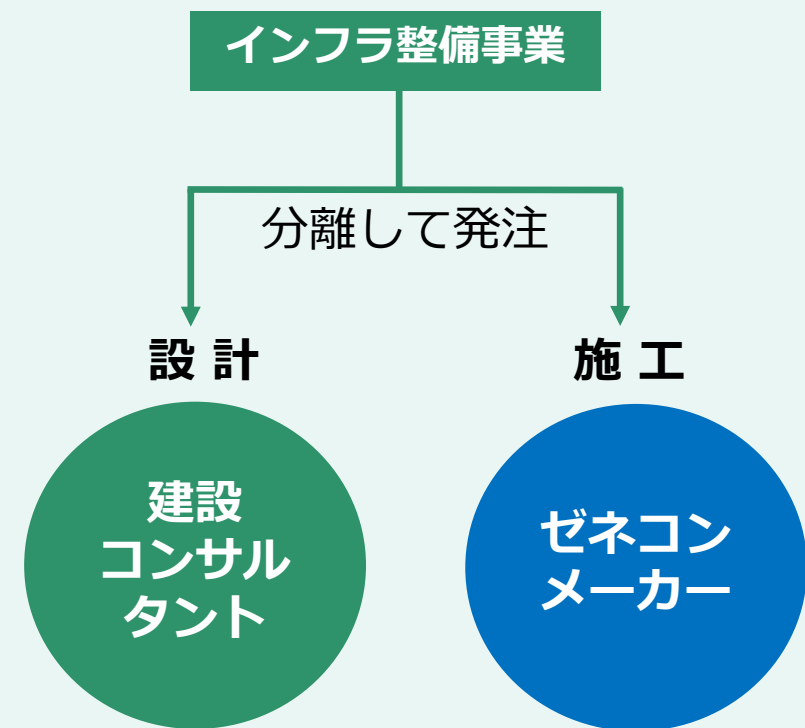 インフラ整備事業
分離して発注
設 計
施 工
建設
コンサル
タント
ゼネコン
メーカー